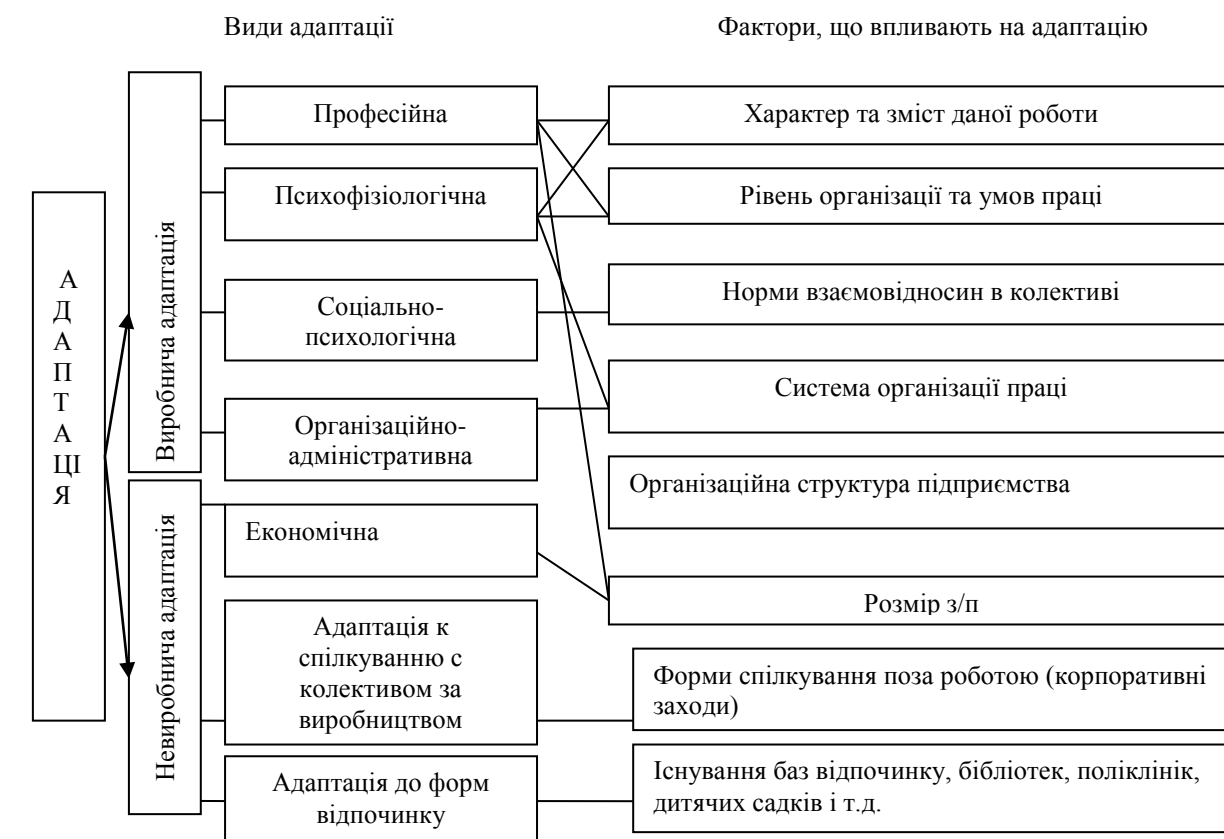 Види адаптації
Фактори, що впливають на адаптацію
А
Д
А
П
Т
А
ЦІ
Я
Виробнича адаптація
Невиробнича адаптація
Професійна
Психофізіологічна
Соціально-
психологічна
Організаційно-
адміністративна
Економічна
Адаптація к
спілкуванню с
колективом за
виробництвом
Адаптація до форм
відпочинку
Характер та зміст даної роботи
Рівень організації та умов праці
Норми взаємовідносин в колективі
Система організації праці
Організаційна структура підприємства
Розмір з/п
Форми спілкування поза роботою (корпоративні
заходи)
Існування баз відпочинку, бібліотек, поліклінік,
дитячих садків і т.д.